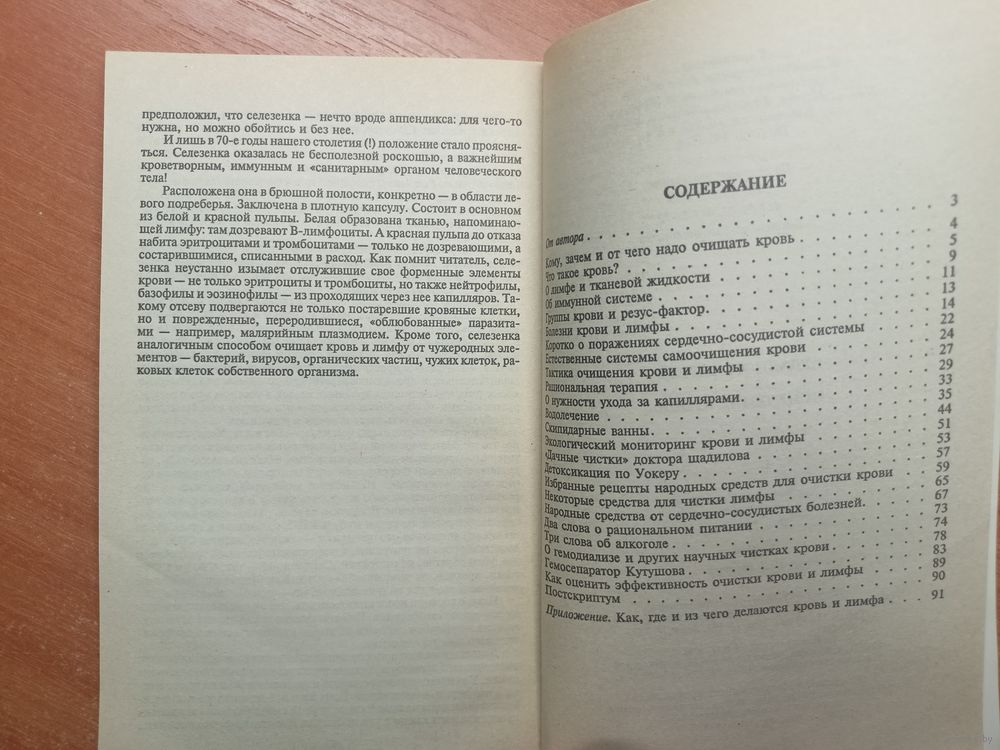 предположил, что селезенка — нечто вроде аппендикса: для чего-то
нужна, но можно обойтись и без нее.
И лишь в 70-е годы нашего столетия (!) положение стало проясня-
ться. Селезенка оказалась не бесполезной роскошью, а важнейшим
кроветворным, иммунным и «санитарным» органом человеческого
тела!
Расположена она в брюшной полости, конкретно — в области ле-
вого подреберья. Заключена в плотную капсулу. Состоит в основном
из белой и красной пульпы. Белая образована тканью, напоминаю-
щей лимфу: там дозревают В-лимфоциты. А красная пульпа до отказа
набита эритроцитами и тромбоцитами — только не дозревающими, а
состарившимися, списанными в расход. Как помнит читатель, селе-
зенка неустанно изымает отслужившие свое форменные элементы
крови — не только эритроциты и тромбоциты, но также нейтрофилы,
базофилы и эозинофилы — из проходящих через нее капилляров. Та-
кому отсеву подвергаются не только постаревшие кровяные клетки,
но и поврежденные, переродившиеся, «облюбованные» паразита-
ми — например, малярийным плазмодием. Кроме того, селезенка
аналогичным способом очищает кровь и лимфу от чужеродных эле-
ментов — бактерий, вирусов, органических частиц, чужих клеток, ра-
ковых клеток собственного организма.
СОДЕРЖАНИЕ
От автора . . . 3
Кому, зачем и от чего надо очищать кровь . . . 4
Что такое кровь? . . . 5
О лимфе и тканевой жидкости . . . 9
Об иммунной системе . . . 11
Группы крови и резус-фактор. . . . 13
Болезни крови и лимфы . . . 14
Коротко о поражениях сердечно-сосудистой системы . . . 22
Естественные системы самоочищения крови . . . 24
Тактика очищения крови и лимфы . . . 27
Рациональная терапия . . . 29
О нужности ухода за капиллярами. . . . 33
Водолечение . . . 35
Скипидарные ванны. . . . 44
Экологический мониторинг крови и лимфы . . . 51
«Дачные чистки» доктора щадилова . . . 53
Детоксикация по Уокеру . . . 57
Избранные рецепты народных средств для очистки крови . . . 59
Некоторые средства для чистки лимфы . . . 65
Народные средства от сердечно-сосудистых болезней. . . . 67
Два слова о рациональном питании . . . 73
Три слова об алкоголе . . . 74
О гемодиализе и других научных чистках крови . . . 78
Гемосепаратор Кутушова . . . 83
Как оценить эффективность очистки крови и лимфы . . . 89
Постскриптум . . . 90
Приложение. Как, где и из чего делаются кровь и лимфа . . . 91